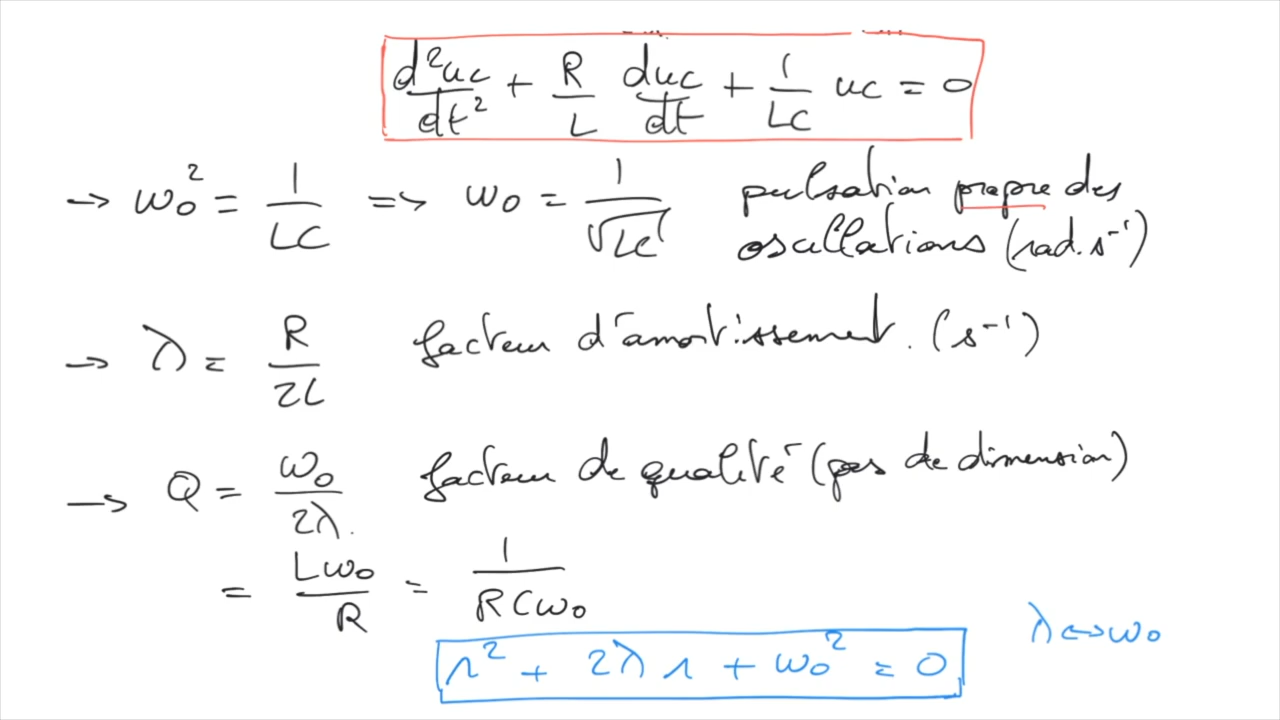 d²uc/dt² + R/L duc/dt + 1/LC uc = 0
→ ω₀² = 1/LC => ω₀ = 1/√LC pulsation propre des
oscillations (rad.s⁻¹)
→ λ = R/2L facteur d'amortissement. (s⁻¹)
→ Q = ω₀/2λ. facteur de qualité (pas de dimension)
= Lω₀/R = 1/RCω₀
λ ↔ ω₀
r² + 2λr + ω₀² = 0